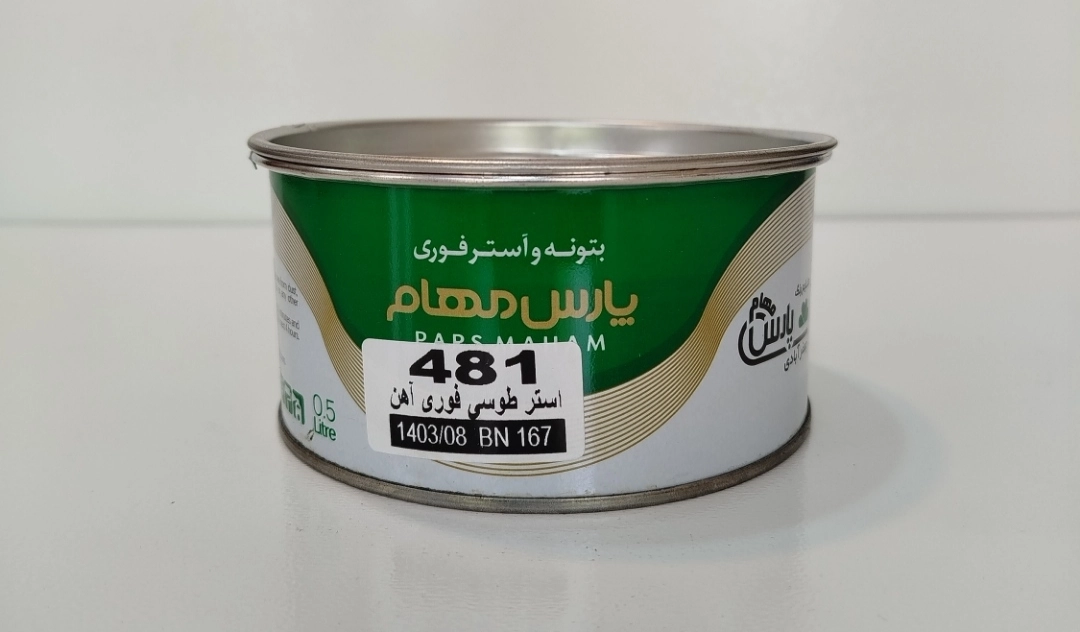 بتونه و آستر فوری
پارس مهام
PARS MAHAM
481
استر طوسی فوری آهن
1403/08 BN 167
0.5
Litre
مهام
پارس